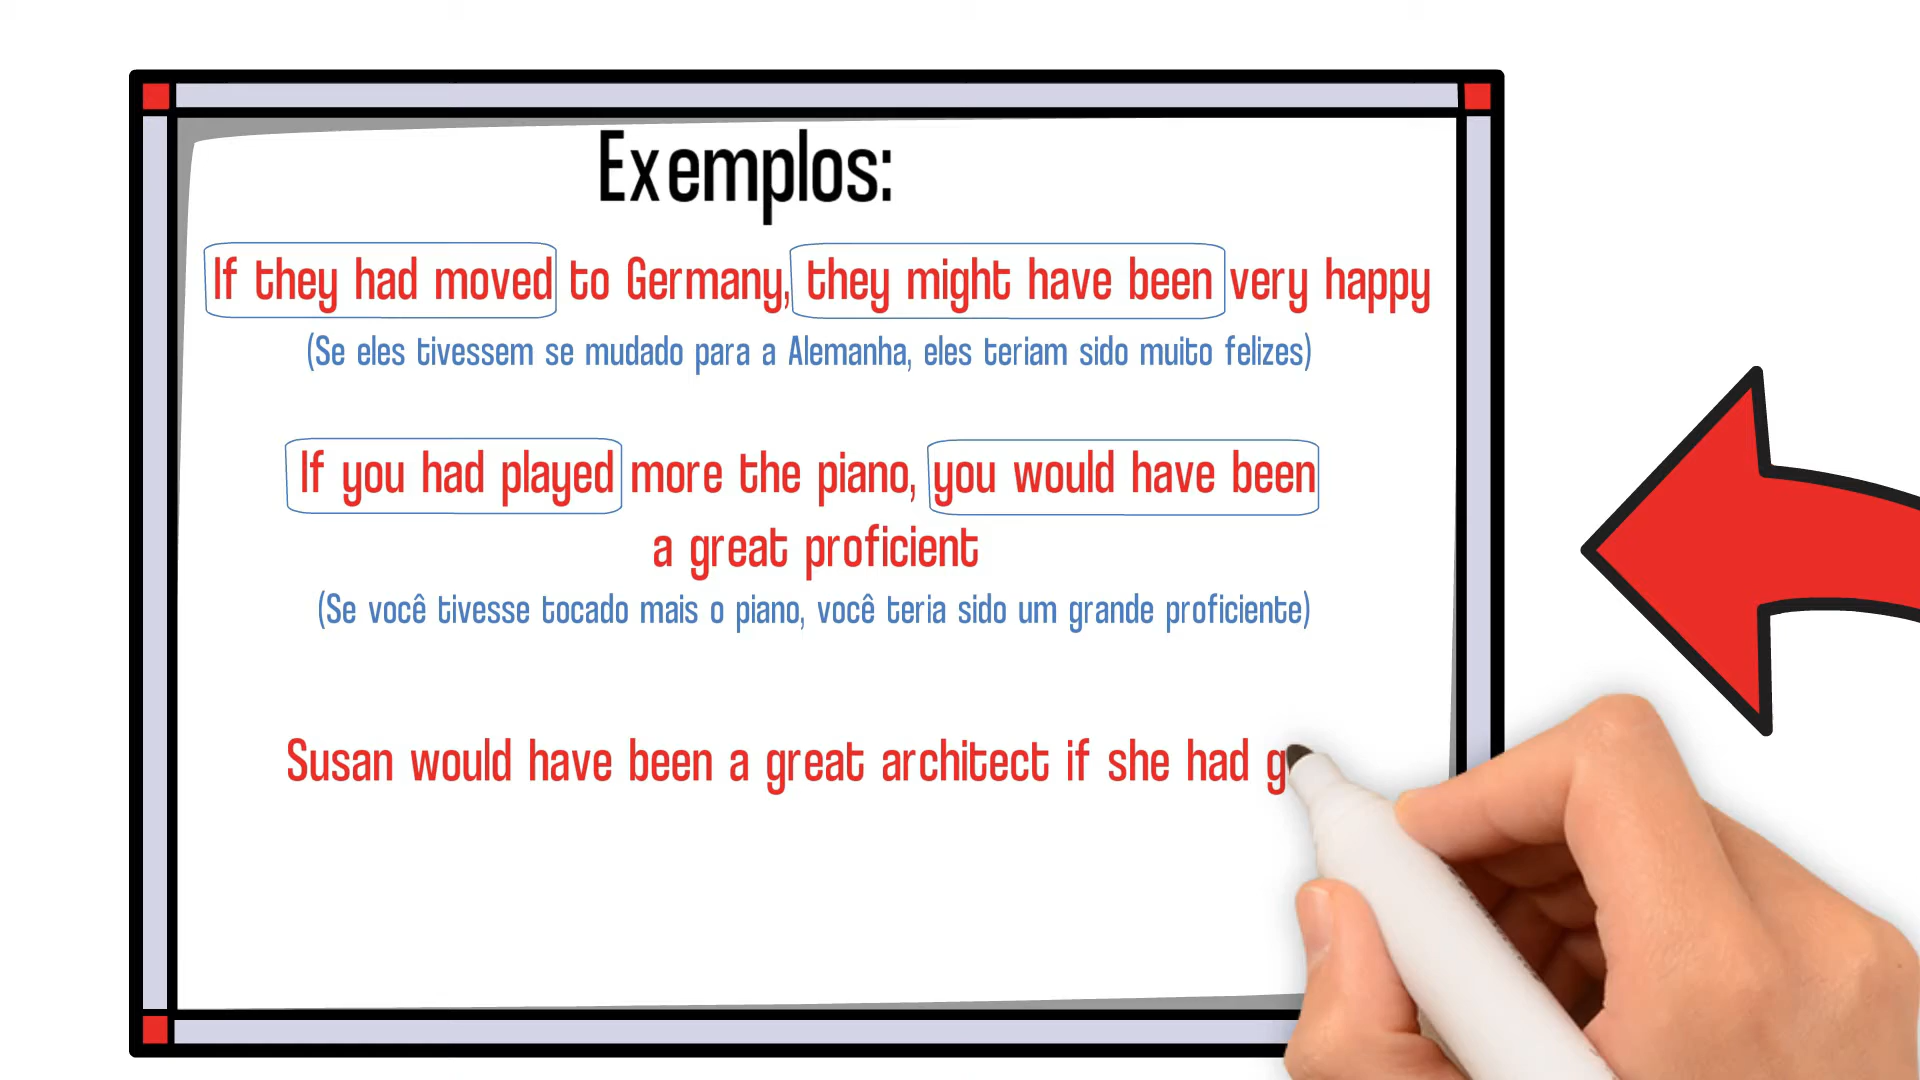 Exemplos:
If they had moved to Germany, they might have been very happy
(Se eles tivessem se mudado para a Alemanha, eles teriam sido muito felizes)
If you had played more the piano, you would have been
a great proficient
(Se você tivesse tocado mais o piano, você teria sido um grande proficiente)
Susan would have been a great architect if she had g